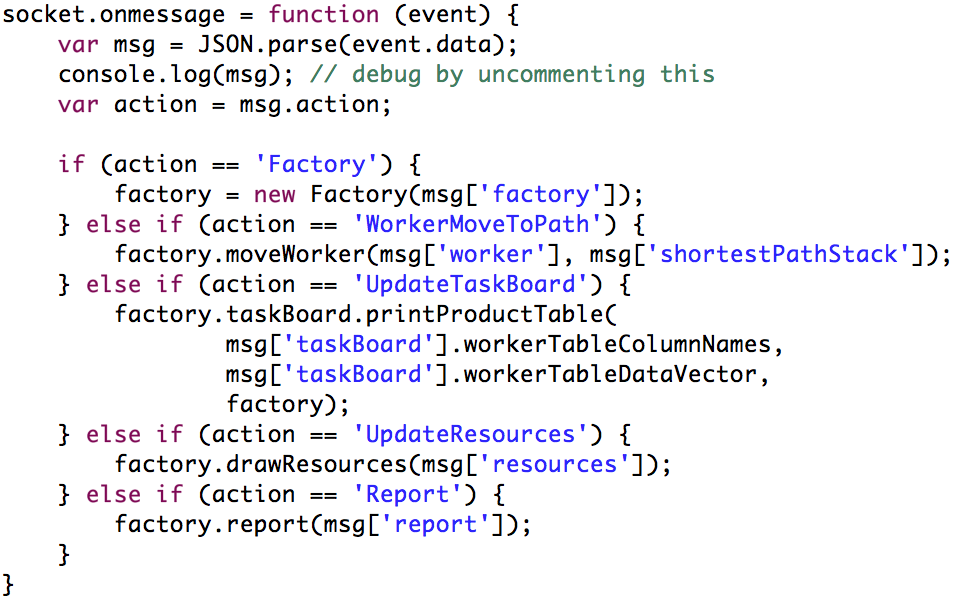 socket.onmessage = function (event) {
    var msg = JSON.parse(event.data);
    console.log(msg); // debug by uncommenting this
    var action = msg.action;

    if (action == 'Factory') {
        factory = new Factory(msg['factory']);
    } else if (action == 'WorkerMoveToPath') {
        factory.moveWorker(msg['worker'], msg['shortestPathStack']);
    } else if (action == 'UpdateTaskBoard') {
        factory.taskBoard.printProductTable(
                msg['taskBoard'].workerTableColumnNames,
                msg['taskBoard'].workerTableDataVector,
                factory);
    } else if (action == 'UpdateResources') {
        factory.drawResources(msg['resources']);
    } else if (action == 'Report') {
        factory.report(msg['report']);
    }
}